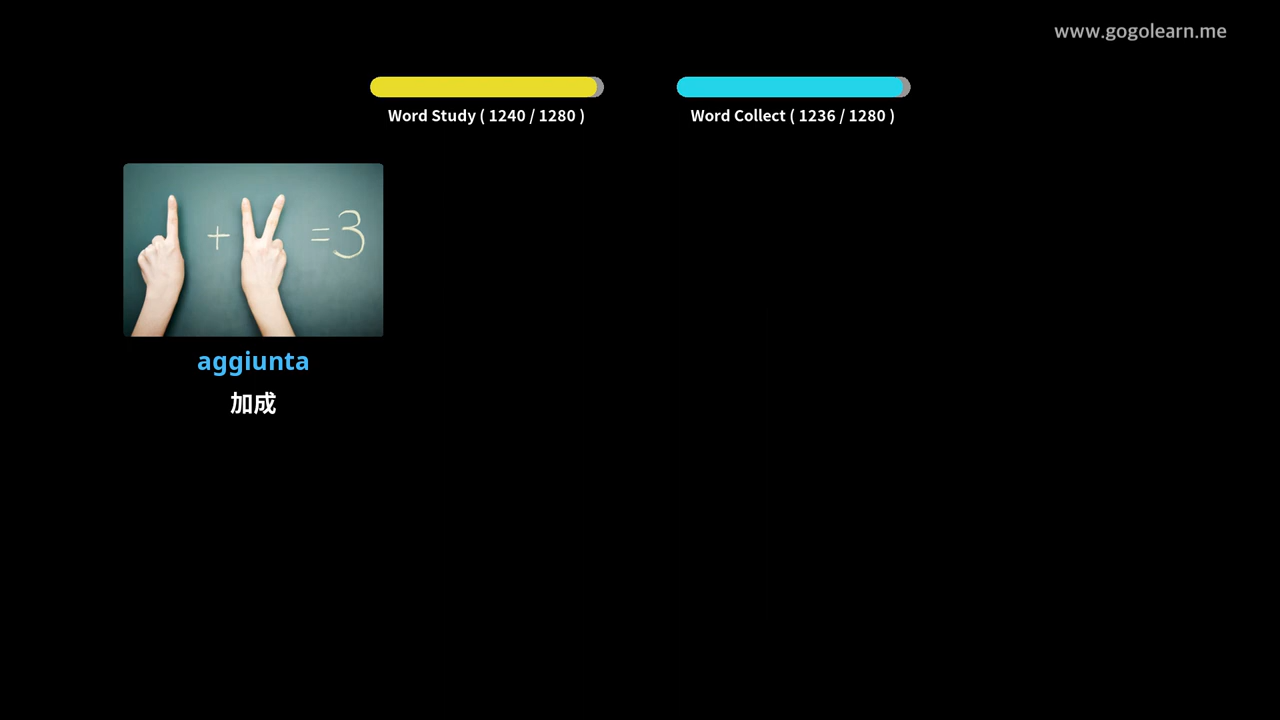 www.gogolearn.me
Word Study ( 1240 / 1280 )
Word Collect ( 1236 / 1280 )
+ =3
aggiunta
加成